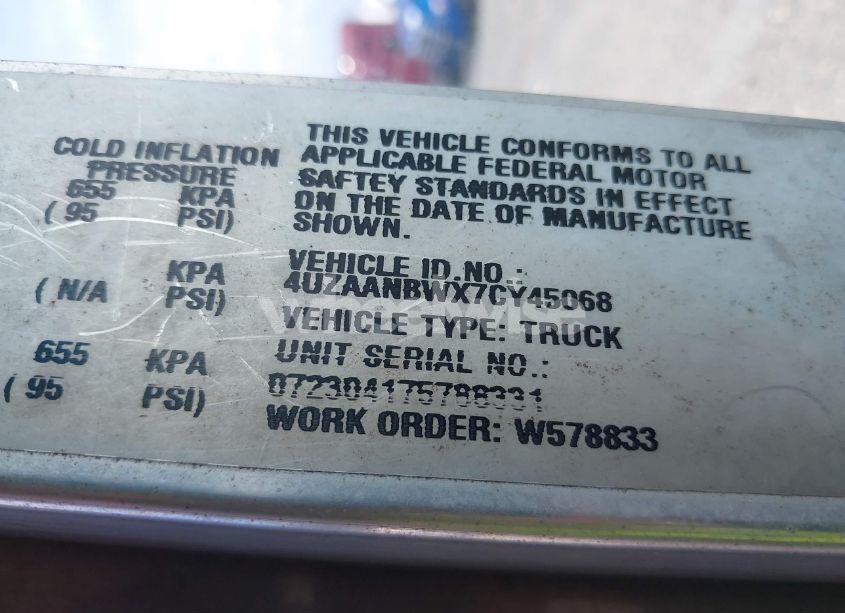 COLD INFLATION
PRESSURE
655 KPA
( 95 PSI)
KPA
( N/A PSI)
655 KPA
( 95 PSI)
THIS VEHICLE CONFORMS TO ALL
APPLICABLE FEDERAL MOTOR
SAFTEY STANDARDS IN EFFECT
ON THE DATE OF MANUFACTURE
SHOWN.
VEHICLE ID.NO.:
4UZAANBWX7CY45068
VEHICLE TYPE: TRUCK
UNIT SERIAL NO.:
072304175788331
WORK ORDER: W578833